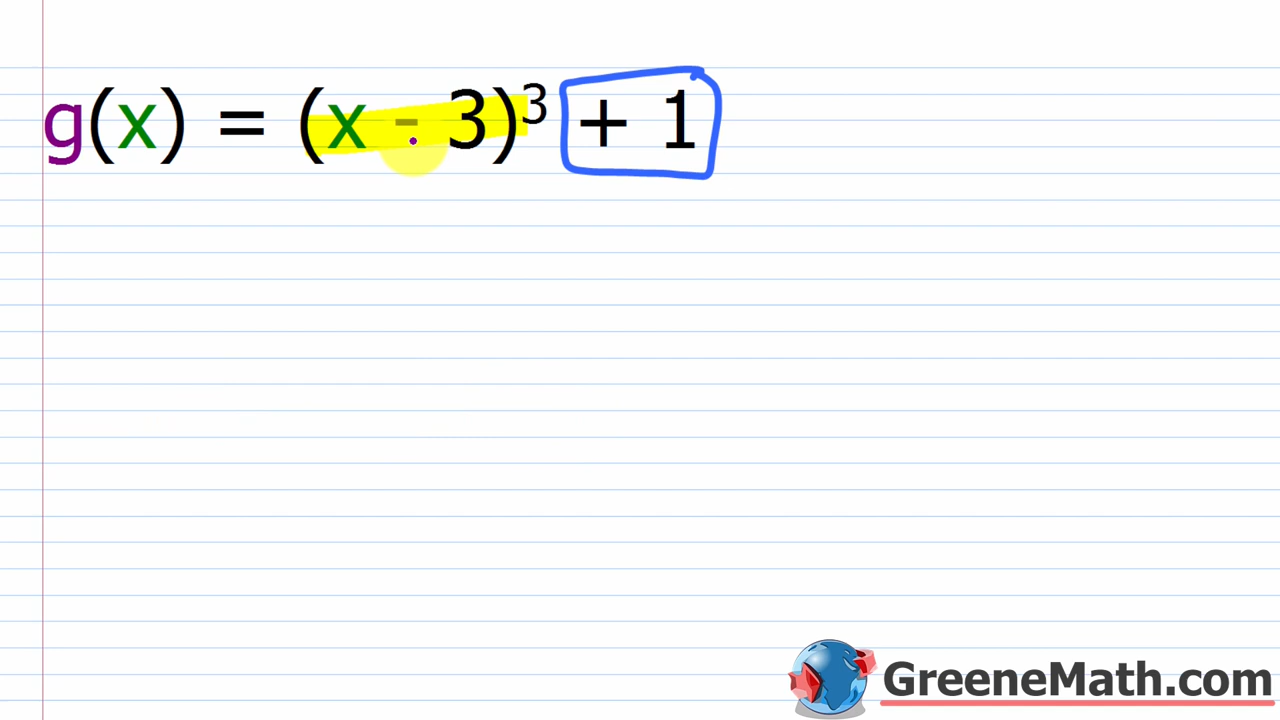 g(x) = (x - 3)³ + 1
GreeneMath.com